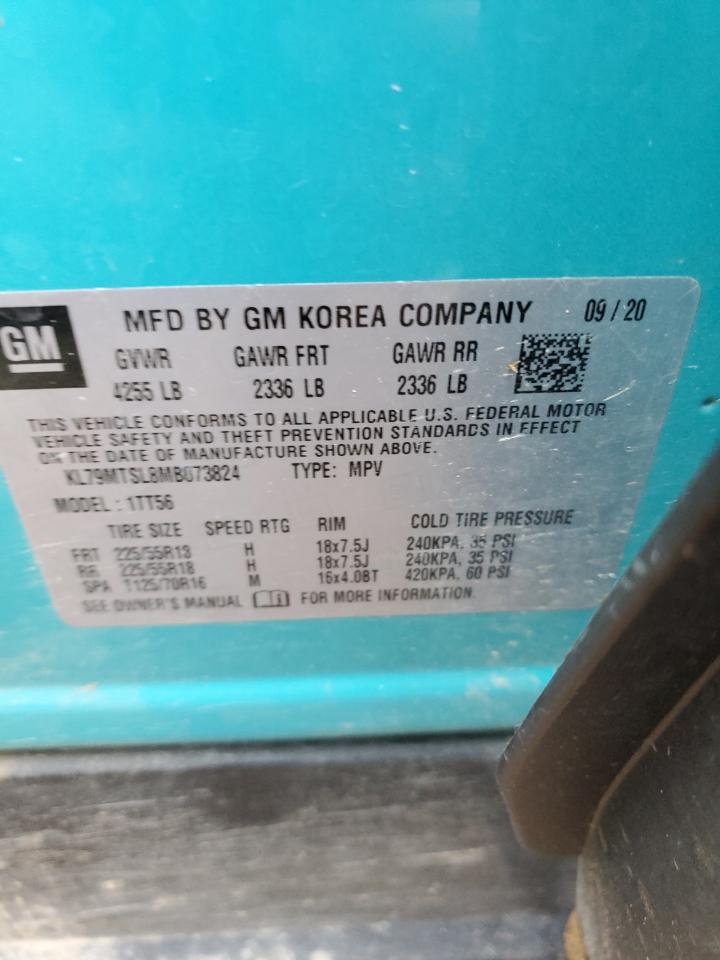 GM
MFD BY GM KOREA COMPANY 09 / 20
GVWR GAWR FRT GAWR RR
4255 LB 2336 LB 2336 LB
THIS VEHICLE CONFORMS TO ALL APPLICABLE U.S. FEDERAL MOTOR
VEHICLE SAFETY AND THEFT PREVENTION STANDARDS IN EFFECT
ON THE DATE OF MANUFACTURE SHOWN ABOVE.
KL79MTSL8MB073824 TYPE: MPV
MODEL : 1TT56
TIRE SIZE SPEED RTG RIM COLD TIRE PRESSURE
FRT 225/55R18 H 18x7.5J 240KPA, 35 PSI
RR 225/55R18 H 18x7.5J 240KPA, 35 PSI
SPA T125/70R16 M 16x4.0BT 420KPA, 60 PSI
SEE OWNER'S MANUAL FOR MORE INFORMATION.